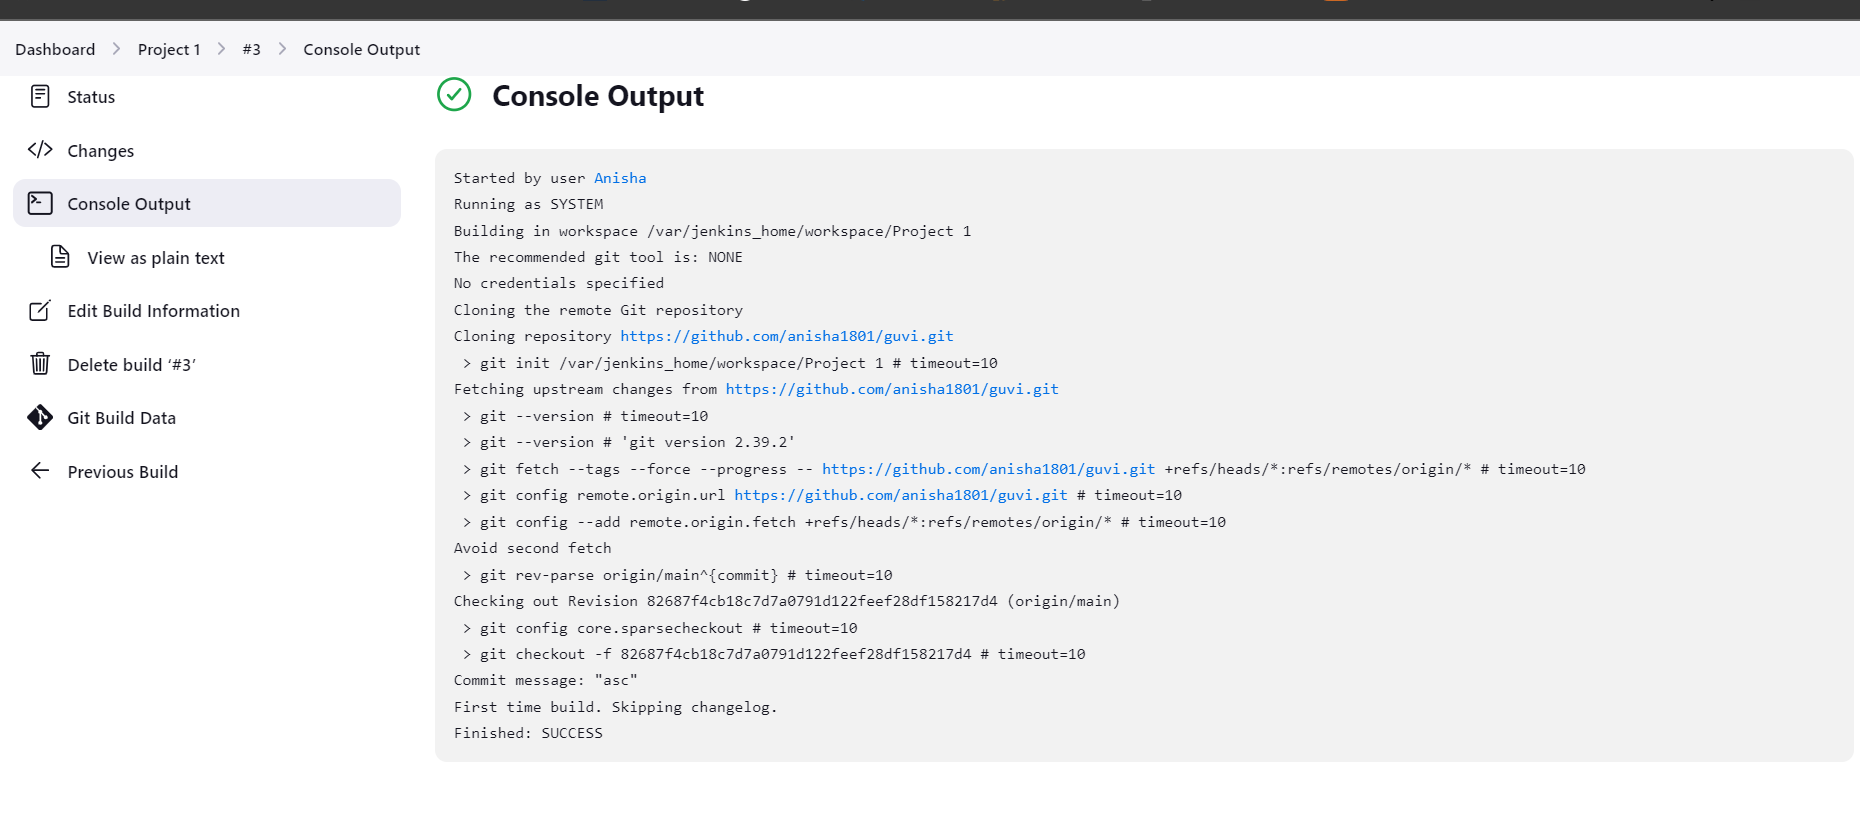 Dashboard > Project 1 > #3 > Console Output
Status
Changes
Console Output
View as plain text
Edit Build Information
Delete build ‘#3’
Git Build Data
Previous Build
Console Output
Started by user Anisha
Running as SYSTEM
Building in workspace /var/jenkins_home/workspace/Project 1
The recommended git tool is: NONE
No credentials specified
Cloning the remote Git repository
Cloning repository https://github.com/anisha1801/guvi.git
 > git init /var/jenkins_home/workspace/Project 1 # timeout=10
Fetching upstream changes from https://github.com/anisha1801/guvi.git
 > git --version # timeout=10
 > git --version # 'git version 2.39.2'
 > git fetch --tags --force --progress -- https://github.com/anisha1801/guvi.git +refs/heads/*:refs/remotes/origin/* # timeout=10
 > git config remote.origin.url https://github.com/anisha1801/guvi.git # timeout=10
 > git config --add remote.origin.fetch +refs/heads/*:refs/remotes/origin/* # timeout=10
Avoid second fetch
 > git rev-parse origin/main^{commit} # timeout=10
Checking out Revision 82687f4cb18c7d7a0791d122feef28df158217d4 (origin/main)
 > git config core.sparsecheckout # timeout=10
 > git checkout -f 82687f4cb18c7d7a0791d122feef28df158217d4 # timeout=10
Commit message: "asc"
First time build. Skipping changelog.
Finished: SUCCESS